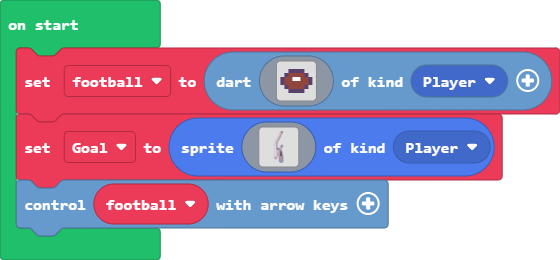 on start
set football to dart of kind Player
set Goal to sprite of kind Player
control football with arrow keys